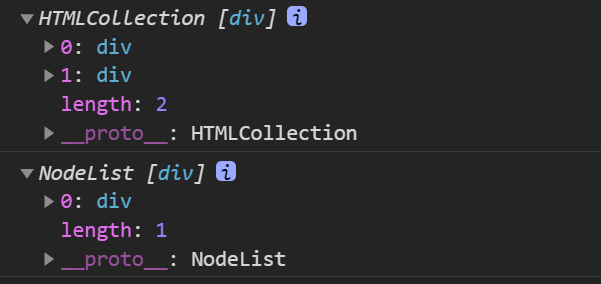 ▼ HTMLCollection [div] i
▶ 0: div
▶ 1: div
length: 2
▶ __proto__: HTMLCollection
▼ NodeList [div] i
▶ 0: div
length: 1
▶ __proto__: NodeList